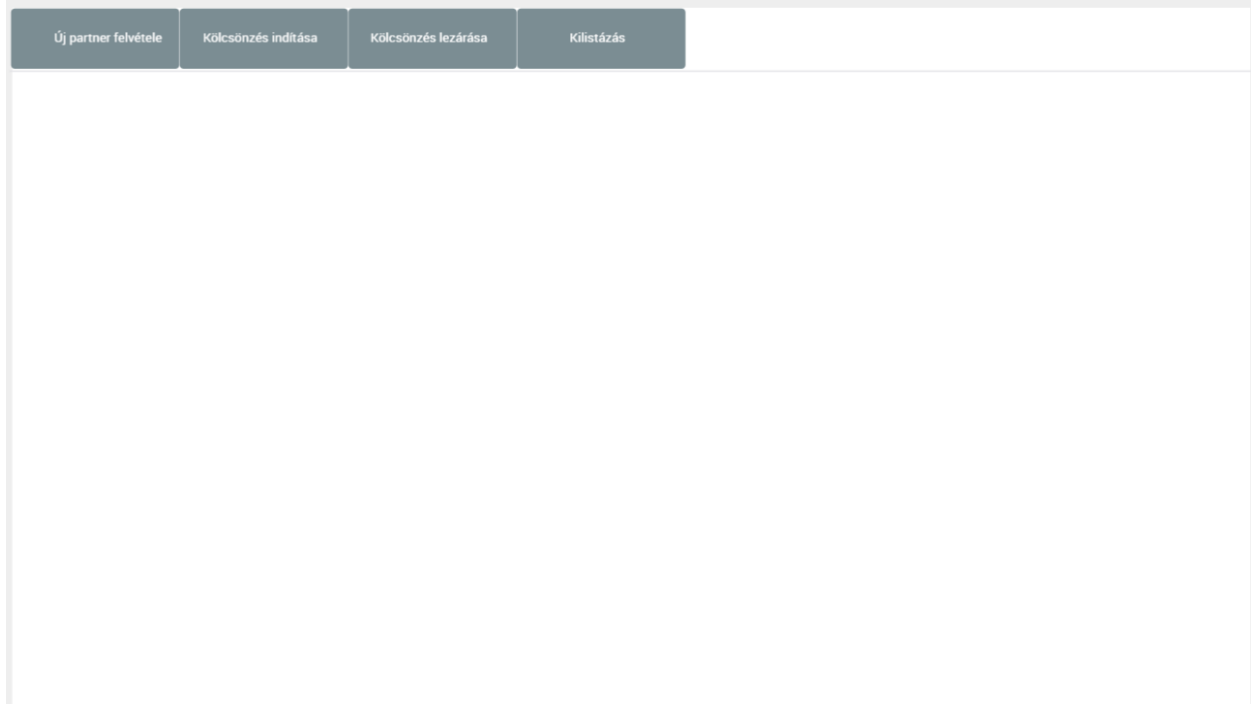 Új partner felvétele
Kölcsönzés indítása
Kölcsönzés lezárása
Kilistázás